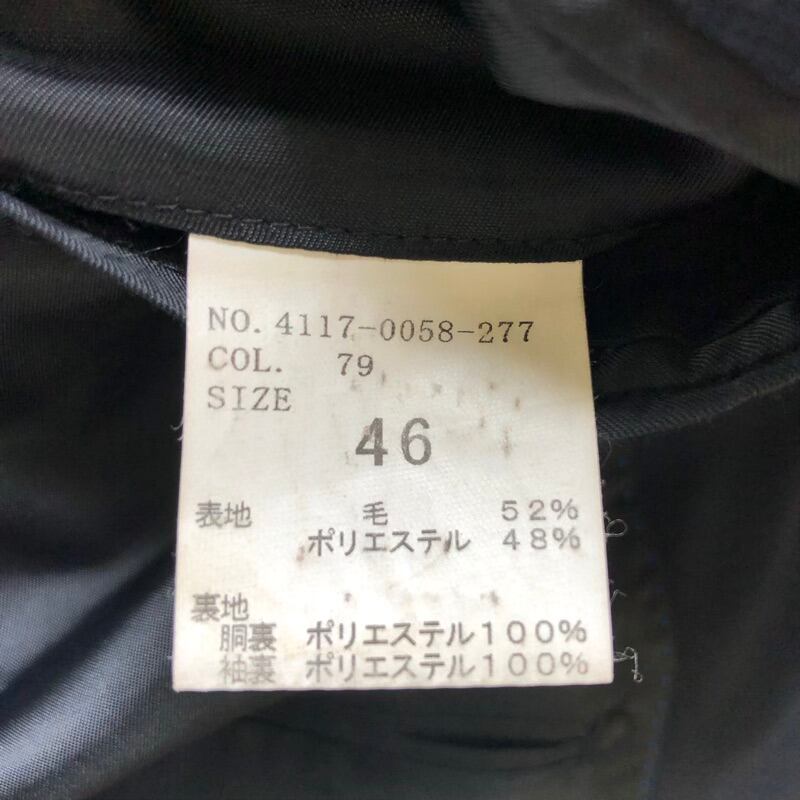 NO. 4117-0058-277
COL. 79
SIZE
46
表地 毛 52%
ポリエステル 48%
裏地
胴裏 ポリエステル100%
袖裏 ポリエステル100%